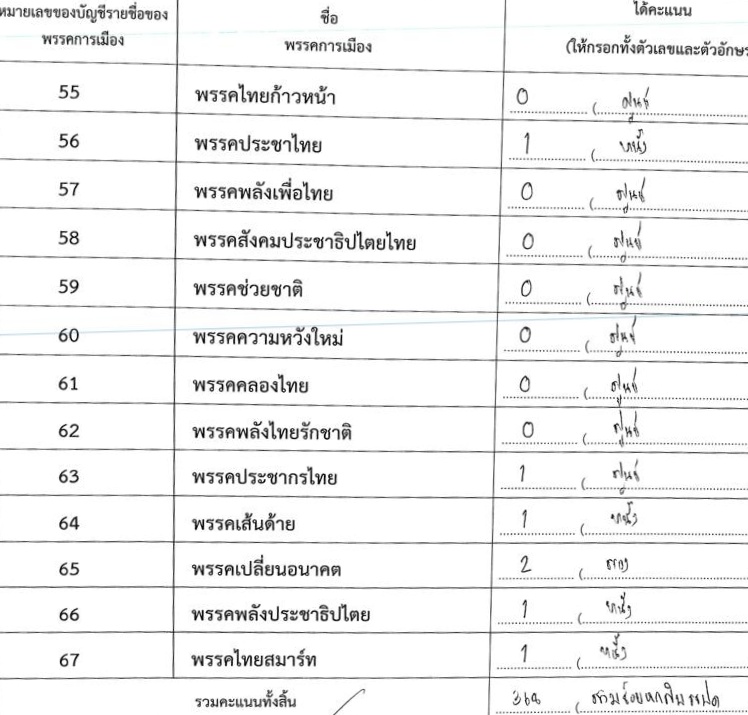 หมายเลขของบัญชีรายชื่อของ
พรรคการเมือง
ชื่อ
พรรคการเมือง
ได้คะแนน
(ให้กรอกทั้งตัวเลขและตัวอักษร
55 พรรคไทยก้าวหน้า 0 ( ศูนย์
56 พรรคประชาไทย 1 ( หนึ่ง
57 พรรคพลังเพื่อไทย 0 ( ศูนย์
58 พรรคสังคมประชาธิปไตยไทย 0 ( ศูนย์
59 พรรคช่วยชาติ 0 ( ศูนย์
60 พรรคความหวังใหม่ 0 ( ศูนย์
61 พรรคคลองไทย 0 ( ศูนย์
62 พรรคพลังไทยรักชาติ 0 ( ศูนย์
63 พรรคประชากรไทย 1 ( ศูนย์
64 พรรคเส้นด้าย 1 ( หนึ่ง
65 พรรคเปลี่ยนอนาคต 2 ( สอง
66 พรรคพลังประชาธิปไตย 1 ( หนึ่ง
67 พรรคไทยสมาร์ท 1 ( หนึ่ง
รวมคะแนนทั้งสิ้น 368 ( สามร้อยหกสิบแปด